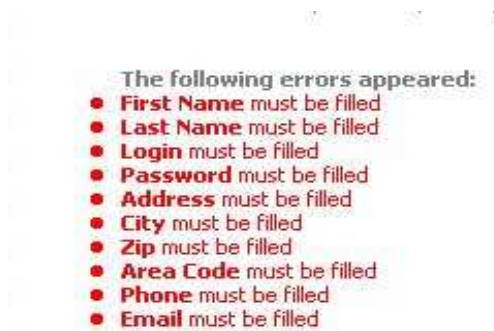 The following errors appeared:
First Name must be filled
Last Name must be filled
Login must be filled
Password must be filled
Address must be filled
City must be filled
Zip must be filled
Area Code must be filled
Phone must be filled
Email must be filled